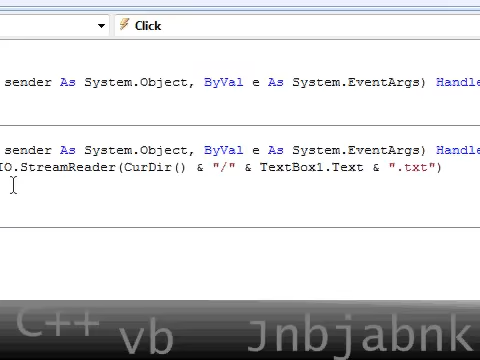 Click
sender As System.Object, ByVal e As System.EventArgs) Handle
sender As System.Object, ByVal e As System.EventArgs) Handle
IO.StreamReader(CurDir() & "/" & TextBox1.Text & ".txt")
C++ vb Jnbjabnk